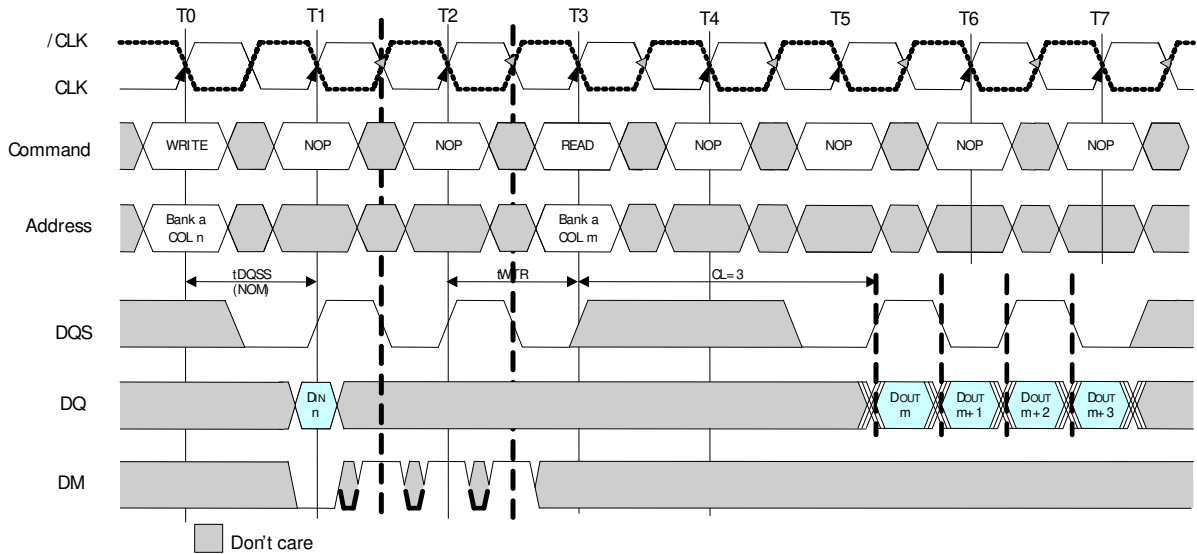 T0 T1 T2 T3 T4 T5 T6 T7
/CLK
CLK
Command WRITE NOP NOP READ NOP NOP NOP NOP
Address Bank a COL n Bank a COL m
tDQSS (NOM) tWTR CL= 3
DQS
DQ DIN n DOUT m DOUT m+1 DOUT m+2 DOUT m+3
DM
Don't care